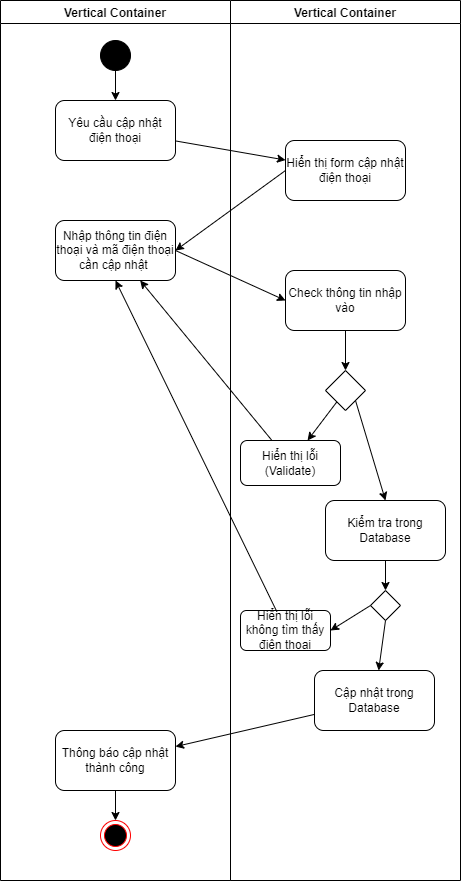 Vertical Container
Vertical Container
Yêu cầu cập nhật
điện thoại
Hiển thị form cập nhật
điện thoại
Nhập thông tin điện
thoại và mã điện thoại
cần cập nhật
Check thông tin nhập
vào
Hiển thị lỗi
(Validate)
Kiểm tra trong
Database
Hiển thị lỗi
không tìm thấy
điện thoại
Cập nhật trong
Database
Thông báo cập nhật
thành công